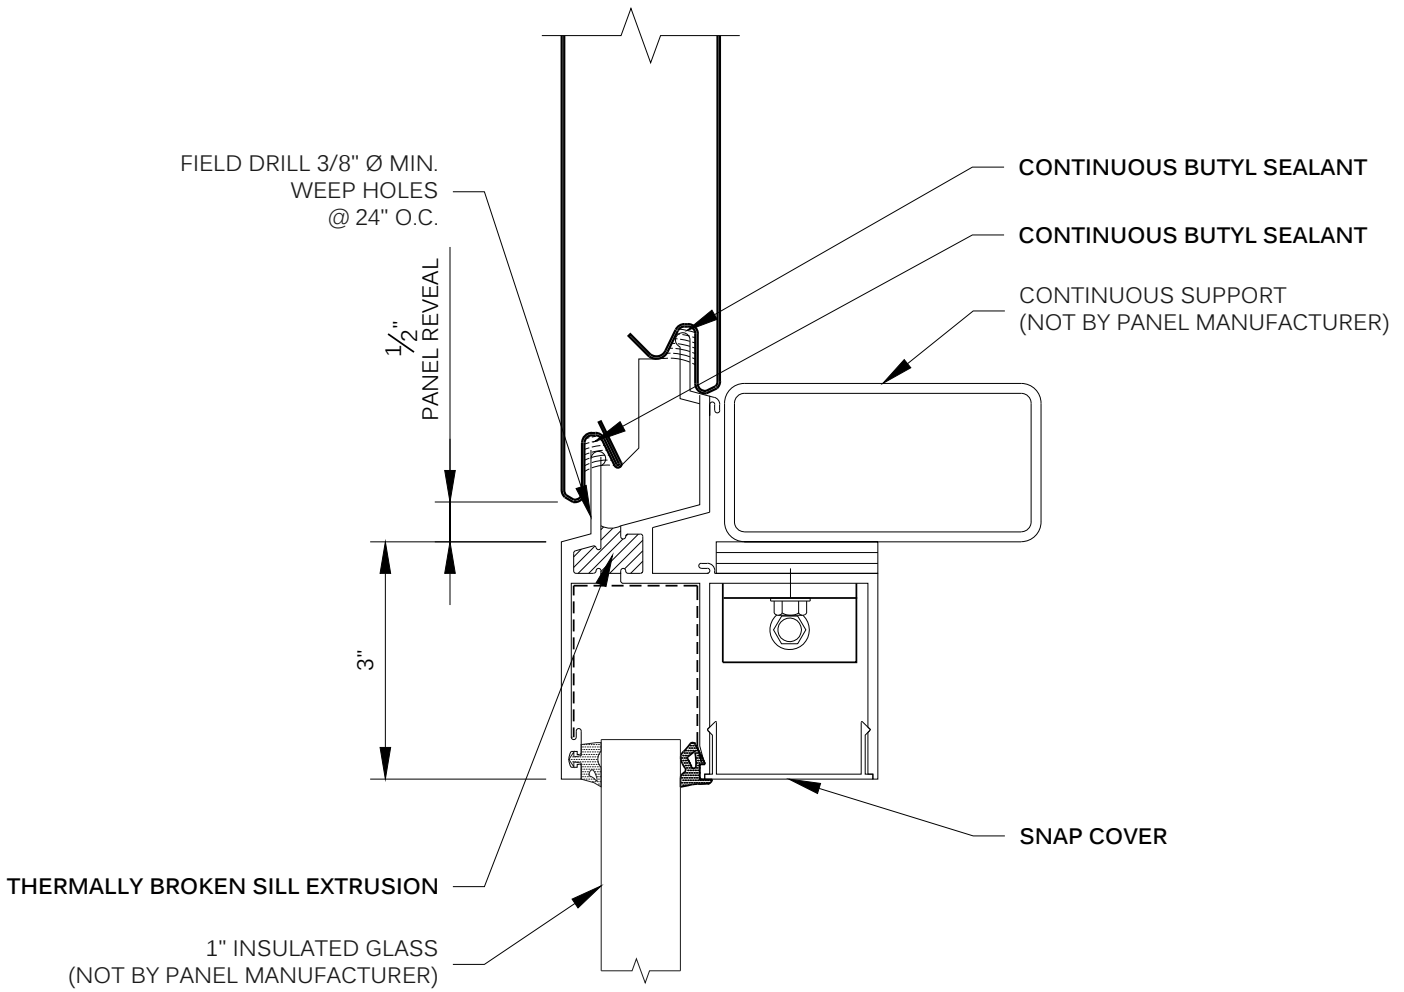 FIELD DRILL 3/8" Ø MIN.
WEEP HOLES
@ 24" O.C.
CONTINUOUS BUTYL SEALANT
CONTINUOUS BUTYL SEALANT
CONTINUOUS SUPPORT
(NOT BY PANEL MANUFACTURER)
1/2"
PANEL REVEAL
3"
SNAP COVER
THERMALLY BROKEN SILL EXTRUSION
1" INSULATED GLASS
(NOT BY PANEL MANUFACTURER)